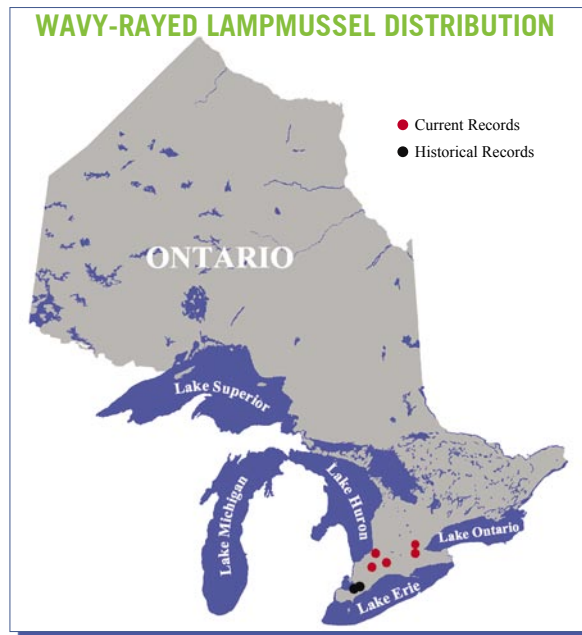 WAVY-RAYED LAMPMUSSEL DISTRIBUTION
Current Records
Historical Records
ONTARIO
Lake Superior
Lake Michigan
Lake Huron
Lake Ontario
Lake Erie